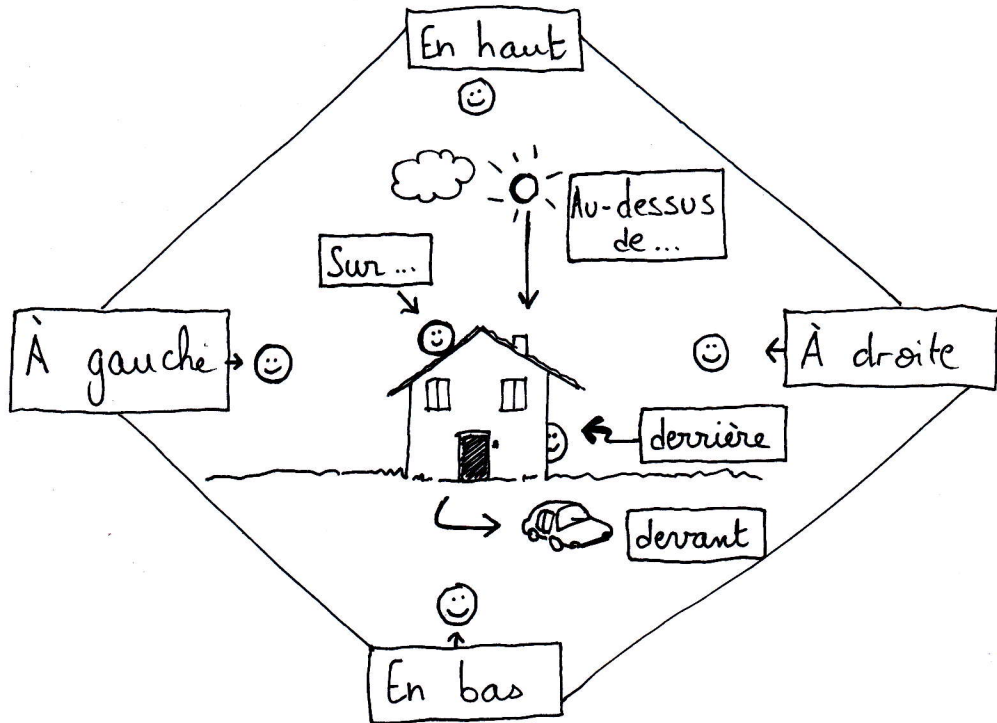 En haut
Au-dessus
de ...
Sur ...
À gauche
À droite
derrière
devant
En bas